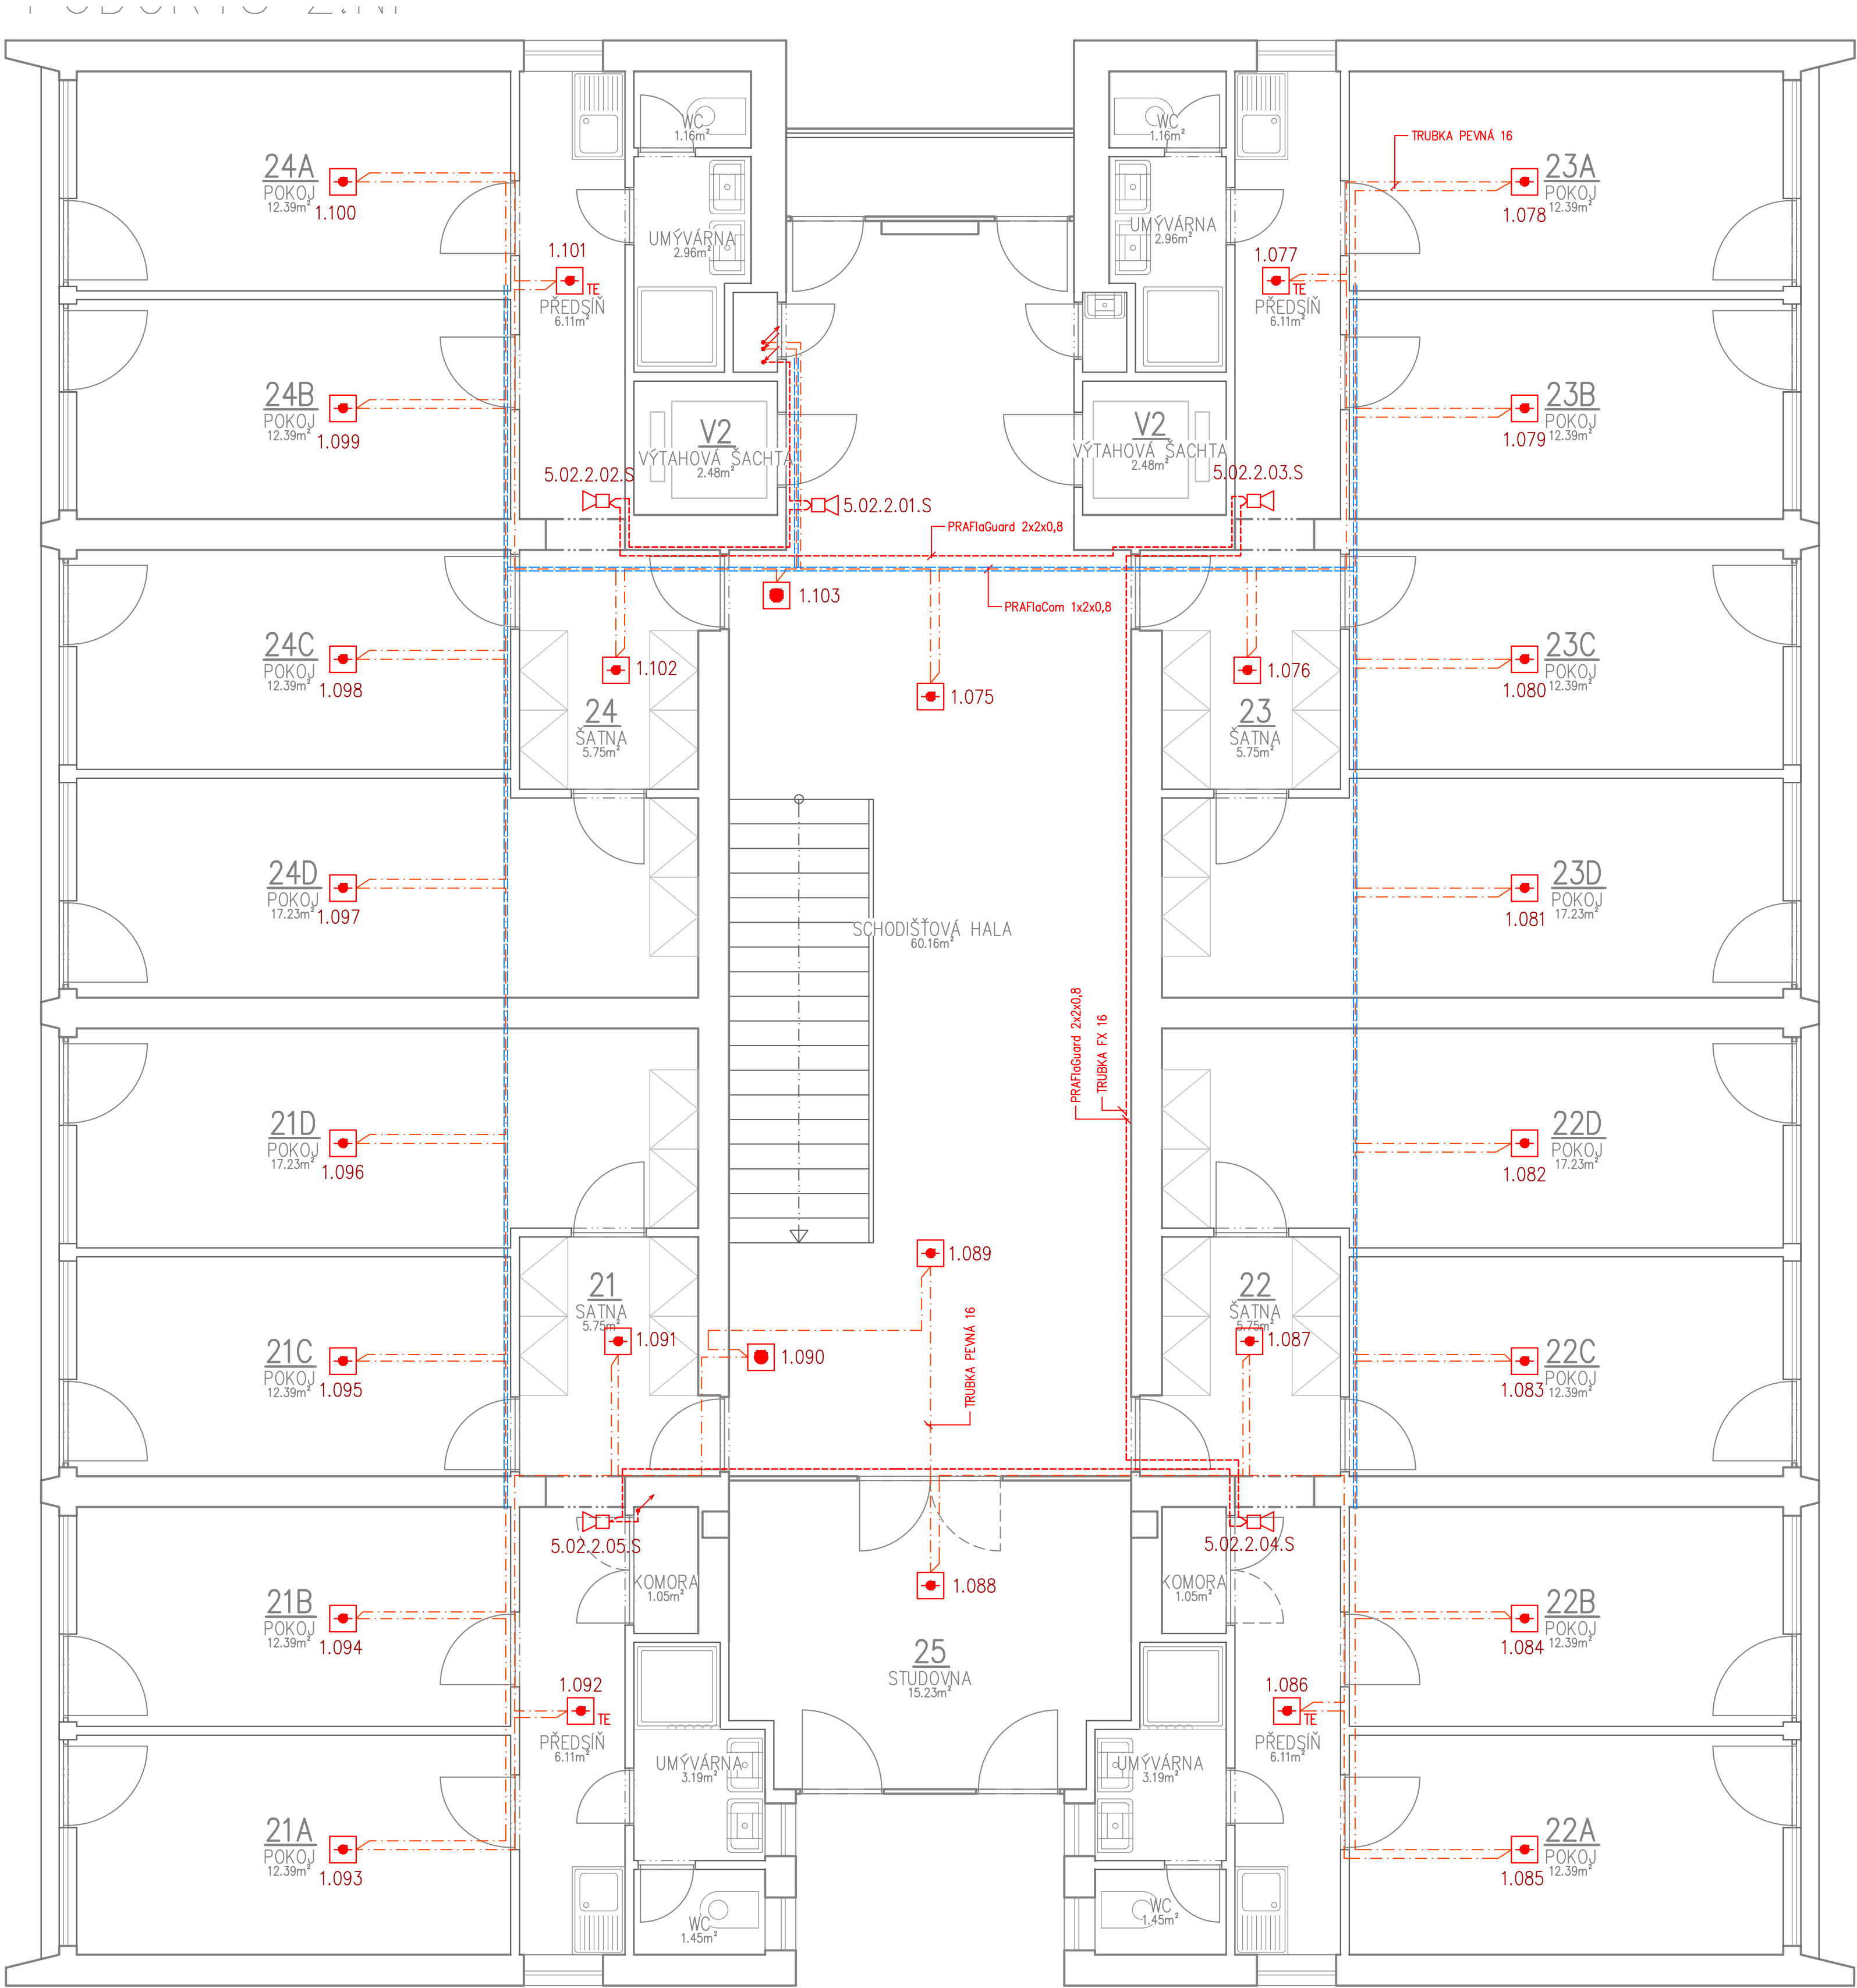 WC
1.16m²
WC
1.16m²
TRUBKA PEVNÁ 16
24A
POKOJ
12.39m²
1.100
23A
POKOJ
12.39m²
1.078
UMÝVÁRNA
2.96m²
UMÝVÁRNA
2.96m²
1.101
TE
PŘEDSÍŇ
6.11m²
1.077
TE
PŘEDSÍŇ
6.11m²
24B
POKOJ
12.39m²
1.099
23B
POKOJ
12.39m²
1.079
V2
VÝTAHOVÁ ŠACHTA
2.48m²
V2
VÝTAHOVÁ ŠACHTA
2.48m²
5.02.2.02.S
5.02.2.01.S
5.02.2.03.S
PRAFlaGuard 2x2x0,8
1.103
PRAFlaCom 1x2x0,8
24C
POKOJ
12.39m²
1.098
1.102
1.075
1.076
23C
POKOJ
12.39m²
1.080
24
ŠATNA
5.75m²
23
ŠATNA
5.75m²
24D
POKOJ
17.23m²
1.097
23D
POKOJ
17.23m²
1.081
SCHODIŠŤOVÁ HALA
60.16m²
PRAFlaGuard 2x2x0,8
TRUBKA FX 16
21D
POKOJ
17.23m²
1.096
22D
POKOJ
17.23m²
1.082
1.089
21
SATNA
5.75m²
1.091
22
ŠATNA
5.75m²
1.087
TRUBKA PEVNÁ 16
1.090
21C
POKOJ
12.39m²
1.095
22C
POKOJ
12.39m²
1.083
5.02.2.05.S
5.02.2.04.S
KOMORA
1.05m²
1.088
KOMORA
1.05m²
21B
POKOJ
12.39m²
1.094
22B
POKOJ
12.39m²
1.084
25
STUDOVNA
15.23m²
1.092
TE
PŘEDSÍŇ
6.11m²
1.086
TE
PŘEDSÍŇ
6.11m²
UMÝVÁRNA
3.19m²
UMÝVÁRNA
3.19m²
21A
POKOJ
12.39m²
1.093
22A
POKOJ
12.39m²
1.085
WC
1.45m²
WC
1.45m²